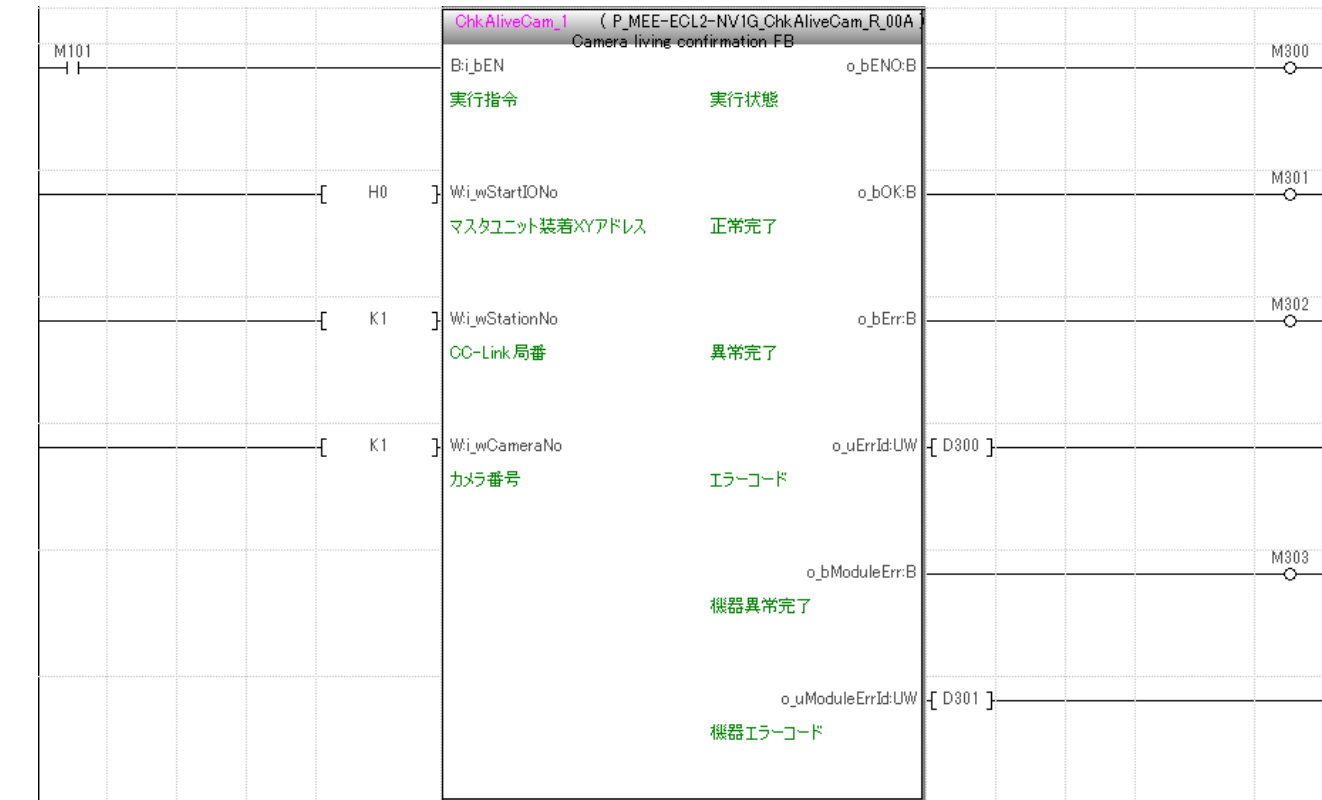 ChkAliveCam_1 ( P_MEE-ECL2-NV1G_ChkAliveCam_R_00A )
Camera living confirmation FB
M101
B:i_bEN
o_bENO:B
M300
実行指令
実行状態
H0
W:i_wStartIONo
o_bOK:B
M301
マスタユニット装着XYアドレス
正常完了
K1
W:i_wStationNo
o_bErr:B
M302
CC-Link局番
異常完了
K1
W:i_wCameraNo
o_uErrId:UW
D300
カメラ番号
エラーコード
o_bModuleErr:B
M303
機器異常完了
o_uModuleErrId:UW
D301
機器エラーコード